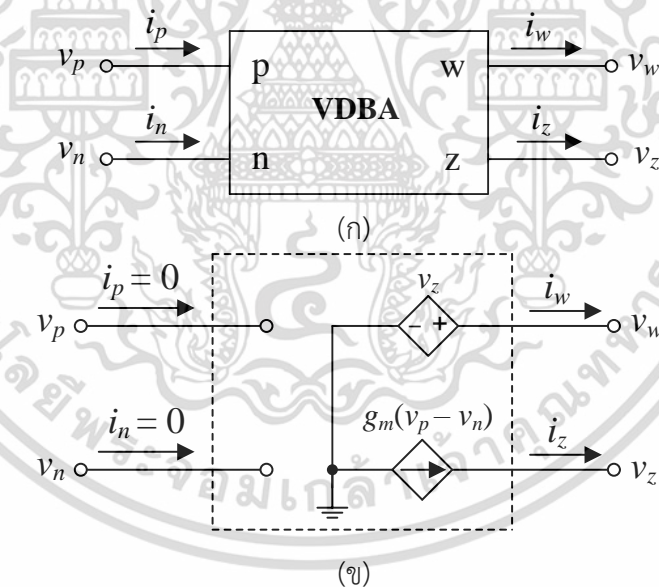 i_p i_w
v_p p w v_w
VDBA
i_n i_z
v_n n z v_z
(ก)
i_p = 0 v_z i_w
v_p - + v_w
i_n = 0 g_m(v_p – v_n) i_z
v_n v_z
(ข)